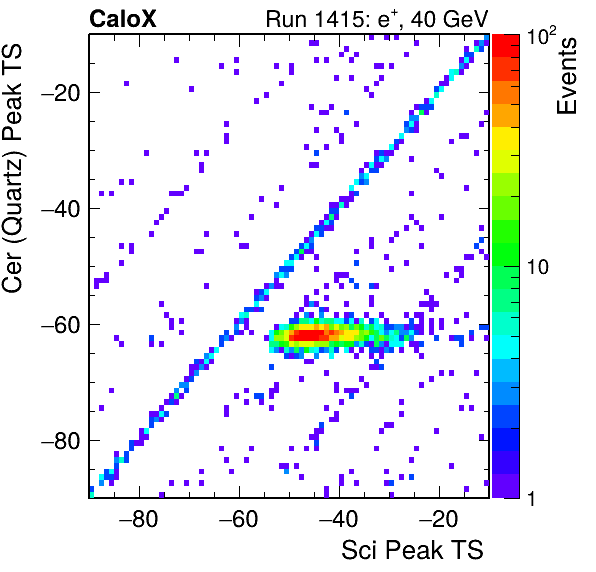 CaloX Run 1415: e⁺, 40 GeV
Cer (Quartz) Peak TS
−20
−40
−60
−80
−80 −60 −40 −20
Sci Peak TS
10²
10
1
Events